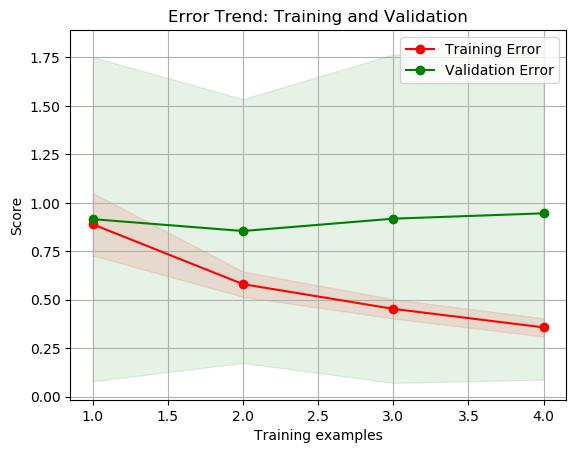 Error Trend: Training and Validation
Training Error
Validation Error
Score
1.75
1.50
1.25
1.00
0.75
0.50
0.25
0.00
1.0 1.5 2.0 2.5 3.0 3.5 4.0
Training examples